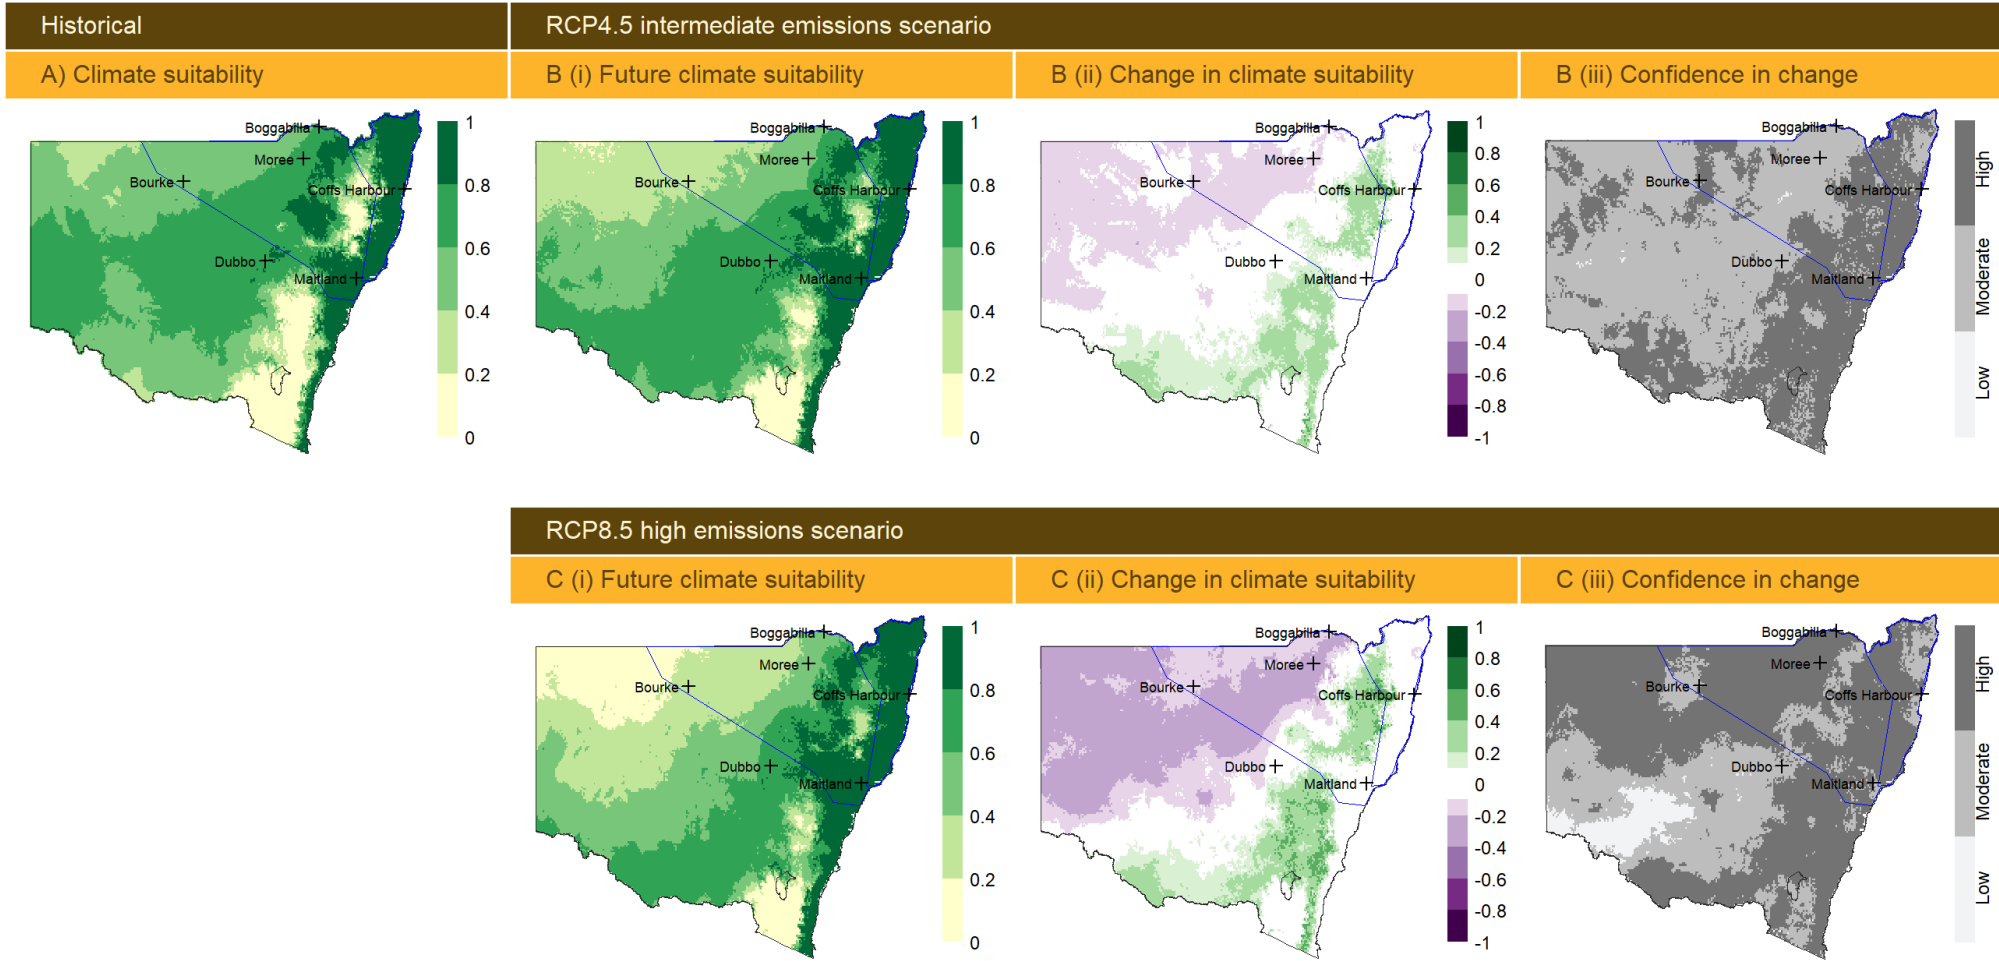 Historical
RCP4.5 intermediate emissions scenario
A) Climate suitability
B (i) Future climate suitability
B (ii) Change in climate suitability
B (iii) Confidence in change
Boggabilla
Moree
Bourke
Coffs Harbour
Dubbo
Maitland
1
0.8
0.6
0.4
0.2
0
Boggabilla
Moree
Bourke
Coffs Harbour
Dubbo
Maitland
1
0.8
0.6
0.4
0.2
0
Boggabilla
Moree
Bourke
Coffs Harbour
Dubbo
Maitland
1
0.8
0.6
0.4
0.2
0
-0.2
-0.4
-0.6
-0.8
-1
Boggabilla
Moree
Bourke
Coffs Harbour
Dubbo
Maitland
High
Moderate
Low
RCP8.5 high emissions scenario
C (i) Future climate suitability
C (ii) Change in climate suitability
C (iii) Confidence in change
Boggabilla
Moree
Bourke
Coffs Harbour
Dubbo
Maitland
1
0.8
0.6
0.4
0.2
0
Boggabilla
Moree
Bourke
Coffs Harbour
Dubbo
Maitland
1
0.8
0.6
0.4
0.2
0
-0.2
-0.4
-0.6
-0.8
-1
Boggabilla
Moree
Bourke
Coffs Harbour
Dubbo
Maitland
High
Moderate
Low